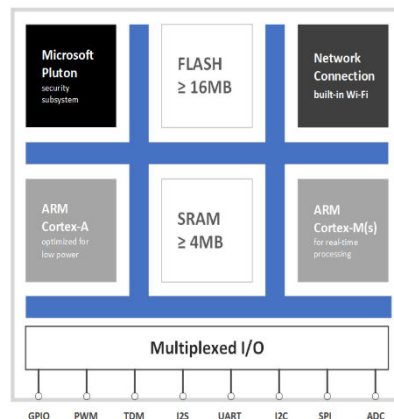 Microsoft
Pluton
security
subsystem
FLASH
≥ 16MB
Network
Connection
built-in Wi-Fi
ARM
Cortex-A
optimized for
low power
SRAM
≥ 4MB
ARM
Cortex-M(s)
for real-time
processing
Multiplexed I/O
GPIO PWM TDM I2S UART I2C SPI ADC